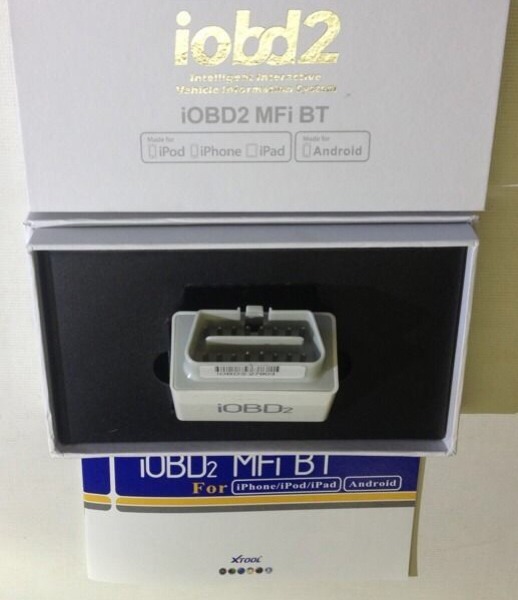 iobd2
Intelligent Interactive
Vehicle Information System
iOBD2 MFi BT
Made for
iPod iPhone iPad
Made for
Android
iOBD2
iOBD2 MFi BT
For iPhone/iPod/iPad Android
XTOOL